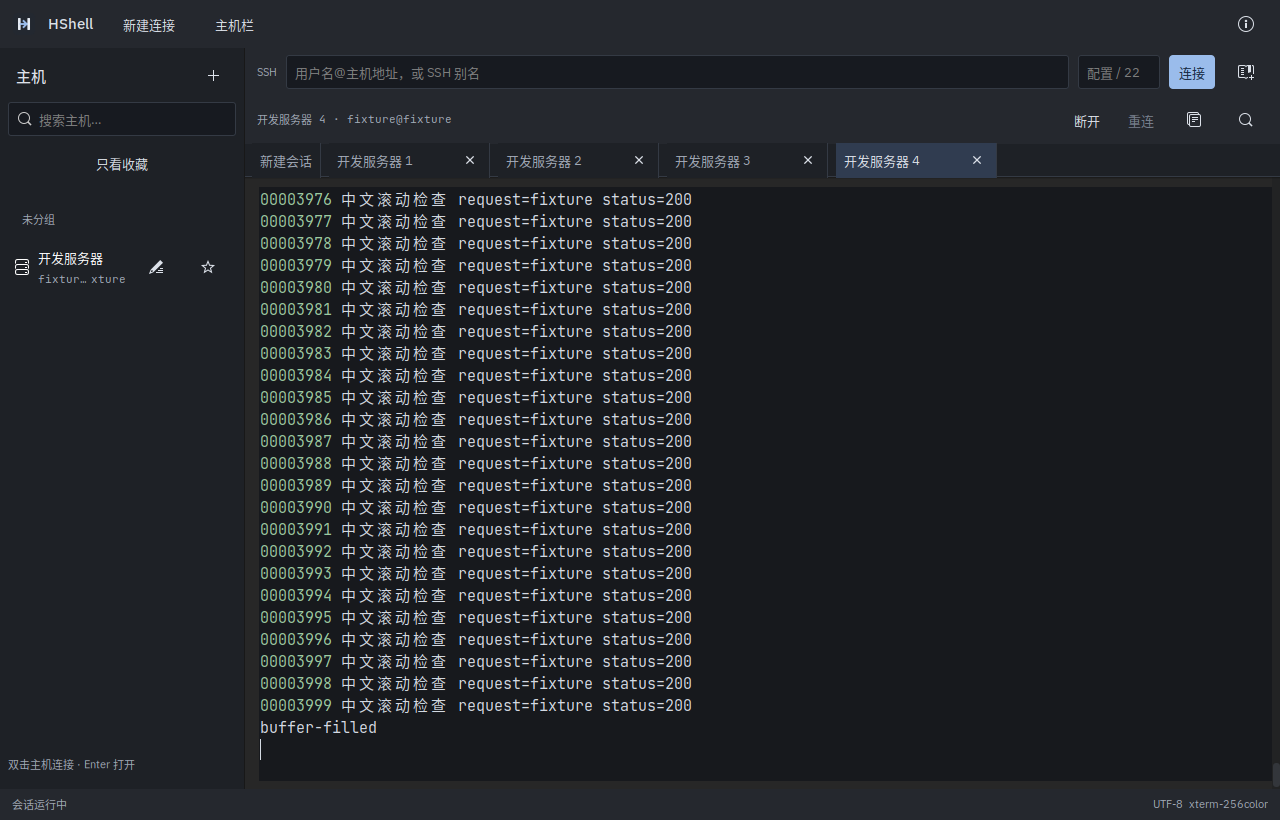 HShell 新建连接 主机栏
主机
搜索主机...
只看收藏
未分组
开发服务器
fixtur… xture
双击主机连接 · Enter 打开
SSH 用户名@主机地址，或 SSH 别名 配置 / 22 连接
开发服务器 4 · fixture@fixture 断开 重连
新建会话 开发服务器 1 开发服务器 2 开发服务器 3 开发服务器 4
00003976 中文滚动检查 request=fixture status=200
00003977 中文滚动检查 request=fixture status=200
00003978 中文滚动检查 request=fixture status=200
00003979 中文滚动检查 request=fixture status=200
00003980 中文滚动检查 request=fixture status=200
00003981 中文滚动检查 request=fixture status=200
00003982 中文滚动检查 request=fixture status=200
00003983 中文滚动检查 request=fixture status=200
00003984 中文滚动检查 request=fixture status=200
00003985 中文滚动检查 request=fixture status=200
00003986 中文滚动检查 request=fixture status=200
00003987 中文滚动检查 request=fixture status=200
00003988 中文滚动检查 request=fixture status=200
00003989 中文滚动检查 request=fixture status=200
00003990 中文滚动检查 request=fixture status=200
00003991 中文滚动检查 request=fixture status=200
00003992 中文滚动检查 request=fixture status=200
00003993 中文滚动检查 request=fixture status=200
00003994 中文滚动检查 request=fixture status=200
00003995 中文滚动检查 request=fixture status=200
00003996 中文滚动检查 request=fixture status=200
00003997 中文滚动检查 request=fixture status=200
00003998 中文滚动检查 request=fixture status=200
00003999 中文滚动检查 request=fixture status=200
buffer-filled
会话运行中 UTF-8 xterm-256color